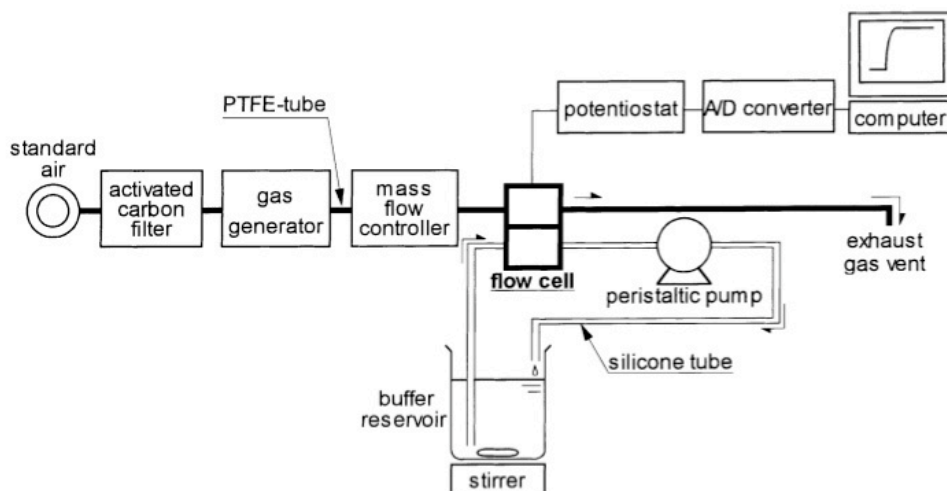 PTFE-tube
standard
air
activated
carbon
filter
gas
generator
mass
flow
controller
potentiostat
A/D converter
computer
flow cell
peristaltic pump
exhaust
gas vent
silicone tube
buffer
reservoir
stirrer